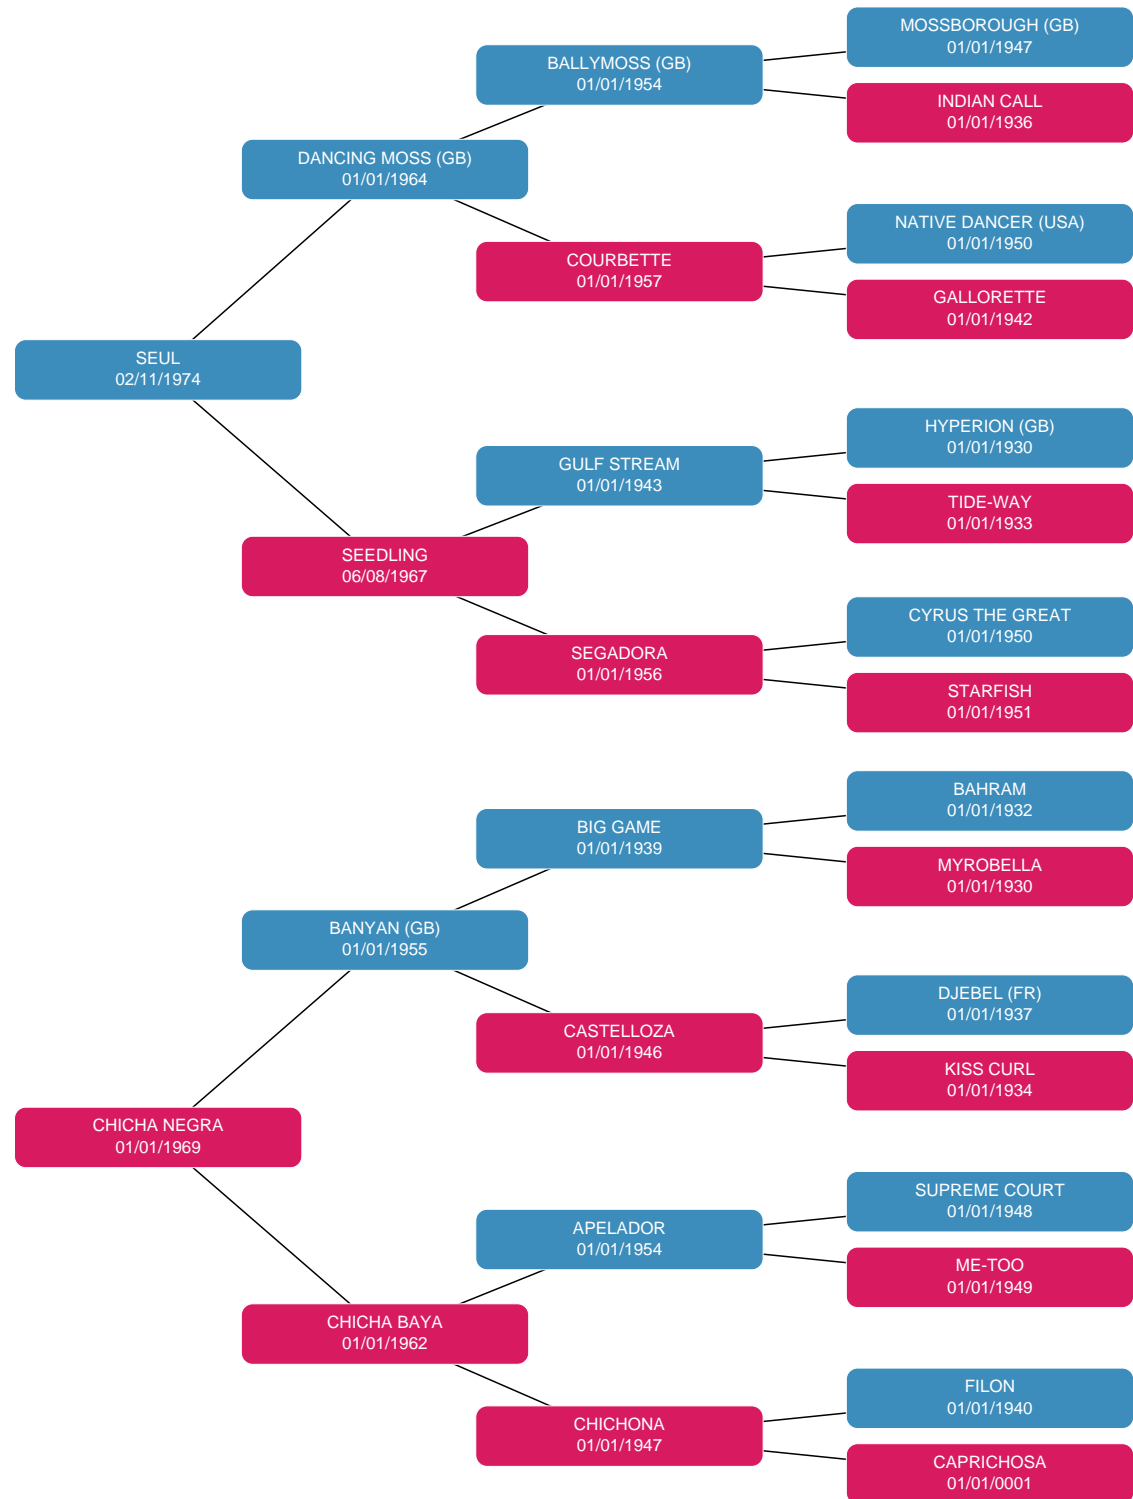 MOSSBOROUGH (GB)
01/01/1947
BALLYMOSS (GB)
01/01/1954
INDIAN CALL
01/01/1936
DANCING MOSS (GB)
01/01/1964
NATIVE DANCER (USA)
01/01/1950
COURBETTE
01/01/1957
GALLORETTE
01/01/1942
SEUL
02/11/1974
HYPERION (GB)
01/01/1930
GULF STREAM
01/01/1943
TIDE-WAY
01/01/1933
SEEDLING
06/08/1967
CYRUS THE GREAT
01/01/1950
SEGADORA
01/01/1956
STARFISH
01/01/1951
BAHRAM
01/01/1932
BIG GAME
01/01/1939
MYROBELLA
01/01/1930
BANYAN (GB)
01/01/1955
DJEBEL (FR)
01/01/1937
CASTELLOZA
01/01/1946
KISS CURL
01/01/1934
CHICHA NEGRA
01/01/1969
SUPREME COURT
01/01/1948
APELADOR
01/01/1954
ME-TOO
01/01/1949
CHICHA BAYA
01/01/1962
FILON
01/01/1940
CHICHONA
01/01/1947
CAPRICHOSA
01/01/0001